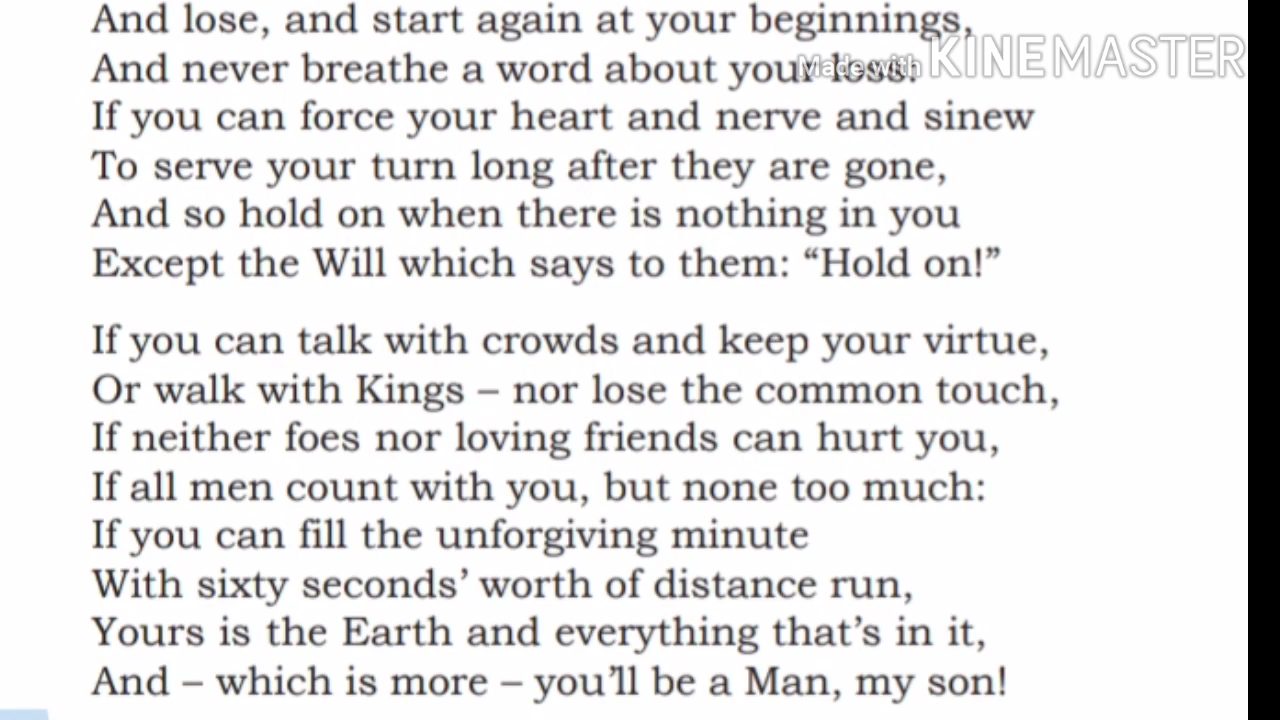 And lose, and start again at your beginnings,
And never breathe a word about your loss:
Made with KINEMASTER
If you can force your heart and nerve and sinew
To serve your turn long after they are gone,
And so hold on when there is nothing in you
Except the Will which says to them: “Hold on!”
If you can talk with crowds and keep your virtue,
Or walk with Kings – nor lose the common touch,
If neither foes nor loving friends can hurt you,
If all men count with you, but none too much:
If you can fill the unforgiving minute
With sixty seconds’ worth of distance run,
Yours is the Earth and everything that’s in it,
And – which is more – you’ll be a Man, my son!